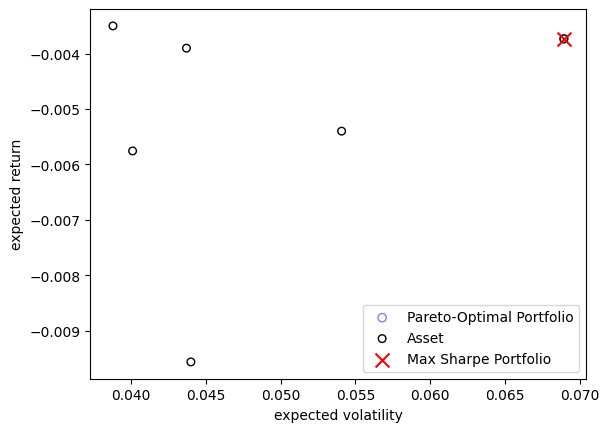 expected return
−0.004
−0.005
−0.006
−0.007
−0.008
−0.009
Pareto-Optimal Portfolio
Asset
Max Sharpe Portfolio
0.040 0.045 0.050 0.055 0.060 0.065 0.070
expected volatility